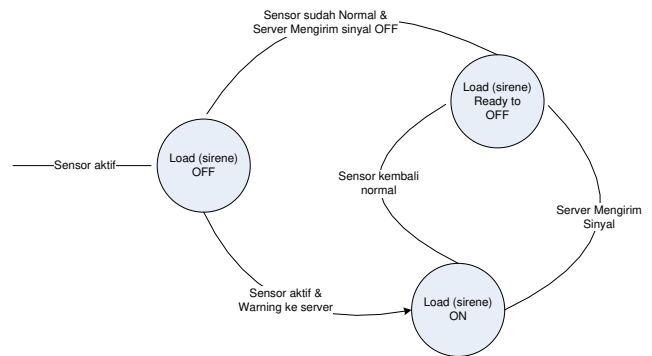 Sensor sudah Normal &
Server Mengirim sinyal OFF
Load (sirene)
Ready to
OFF
Sensor aktif
Load (sirene)
OFF
Sensor kembali
normal
Server Mengirim
Sinyal
Sensor aktif &
Warning ke server
Load (sirene)
ON